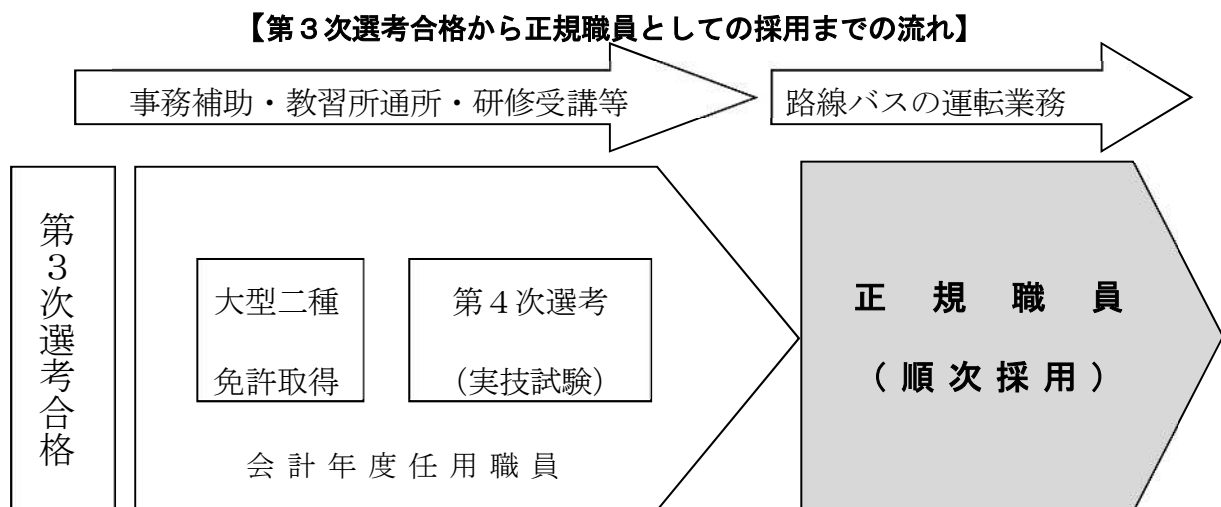 【第３次選考合格から正規職員としての採用までの流れ】
事務補助・教習所通所・研修受講等
路線バスの運転業務
第３次選考合格
大型二種
免許取得
第４次選考
（実技試験）
会計年度任用職員
正規職員
（順次採用）